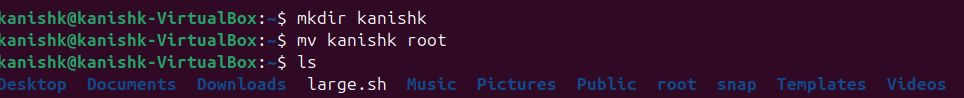 kanishk@kanishk-VirtualBox:~$ mkdir kanishk
kanishk@kanishk-VirtualBox:~$ mv kanishk root
kanishk@kanishk-VirtualBox:~$ ls
Desktop  Documents  Downloads  large.sh  Music  Pictures  Public  root  snap  Templates  Videos